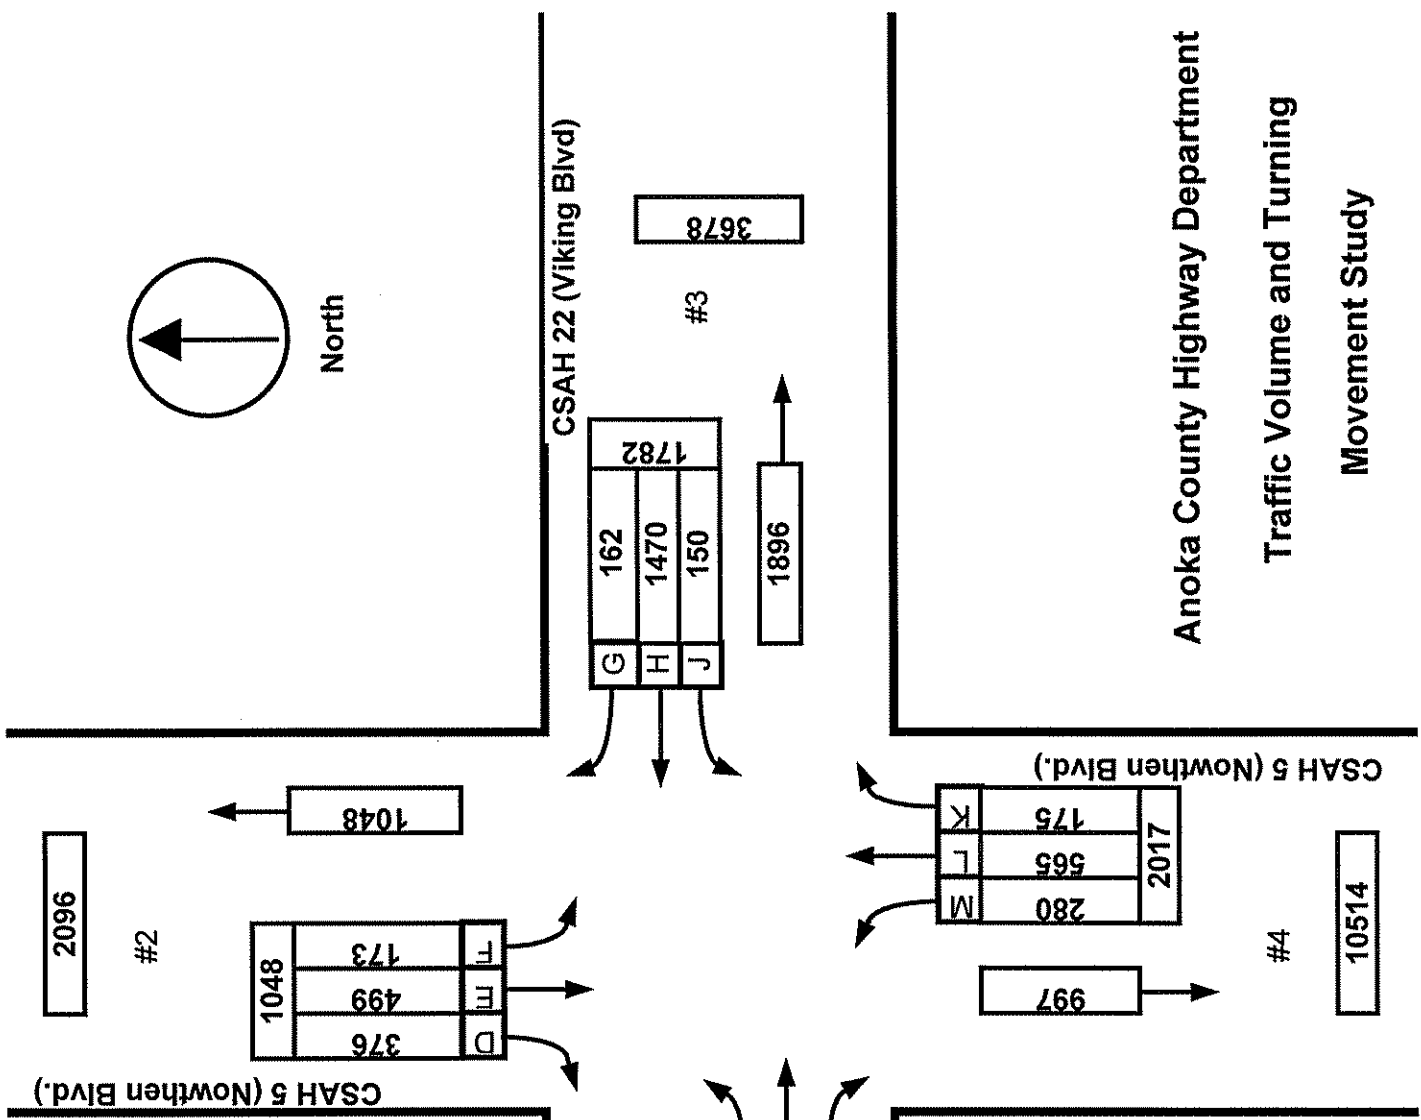 North
CSAH 22 (Viking Blvd)
#3
3678
1782
G 162
H 1470
J 150
1896
2096
#2
1048
1048
D 376
E 499
F 173
CSAH 5 (Nowthen Blvd.)
CSAH 5 (Nowthen Blvd.)
K 175
L 565
M 280
2017
997
#4
10514
Anoka County Highway Department
Traffic Volume and Turning
Movement Study